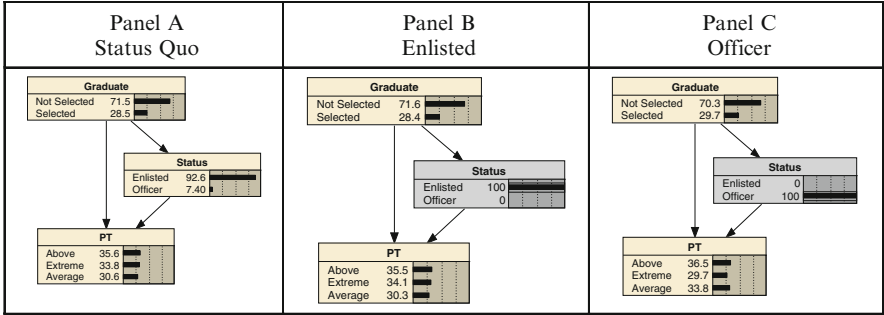 Panel A
Status Quo
Panel B
Enlisted
Panel C
Officer
Graduate
Not Selected 71.5
Selected 28.5
Status
Enlisted 92.6
Officer 7.40
PT
Above 35.6
Extreme 33.8
Average 30.6
Graduate
Not Selected 71.6
Selected 28.4
Status
Enlisted 100
Officer 0
PT
Above 35.5
Extreme 34.1
Average 30.3
Graduate
Not Selected 70.3
Selected 29.7
Status
Enlisted 0
Officer 100
PT
Above 36.5
Extreme 29.7
Average 33.8